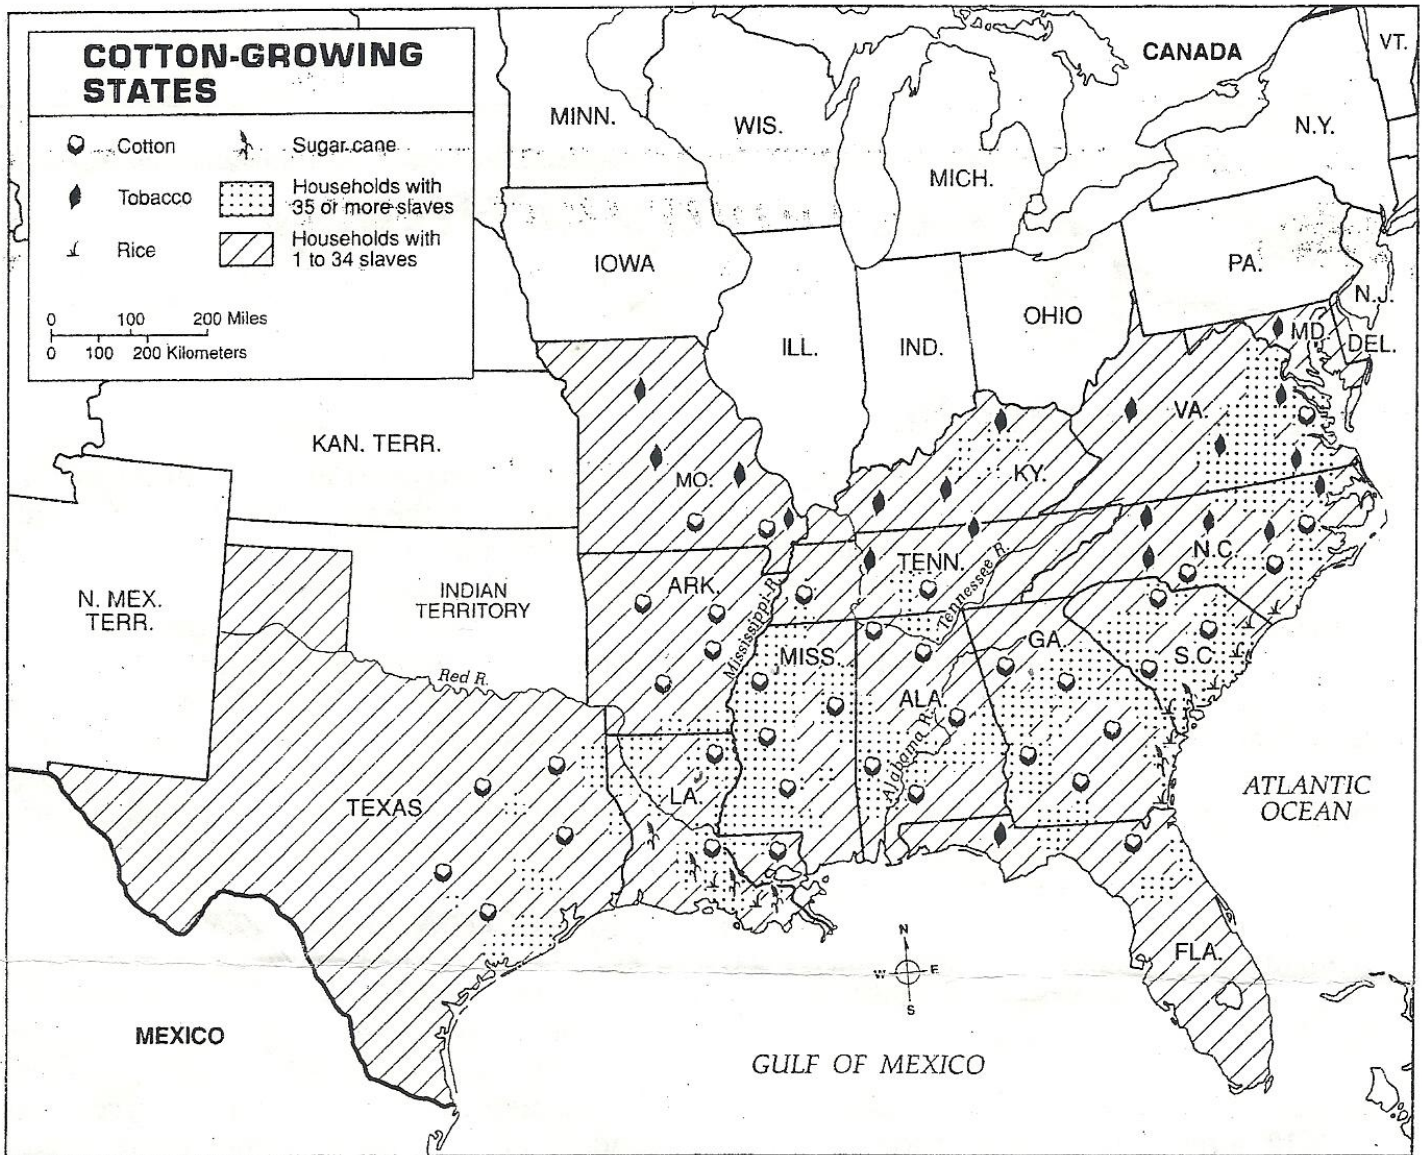 COTTON-GROWING
STATES
Cotton
Sugar cane
Tobacco
Households with
35 or more slaves
Rice
Households with
1 to 34 slaves
0 100 200 Miles
0 100 200 Kilometers
CANADA
VT.
MINN.
WIS.
N.Y.
MICH.
IOWA
PA.
N.J.
OHIO
ILL.
IND.
MD.
DEL.
KAN. TERR.
VA.
MO.
KY.
N. MEX.
TERR.
INDIAN
TERRITORY
ARK.
TENN.
N.C.
Mississippi R.
Tennessee R.
Red R.
MISS.
ALA
GA.
S.C.
Alabama R.
TEXAS
LA.
ATLANTIC
OCEAN
FLA.
N
W E
S
MEXICO
GULF OF MEXICO